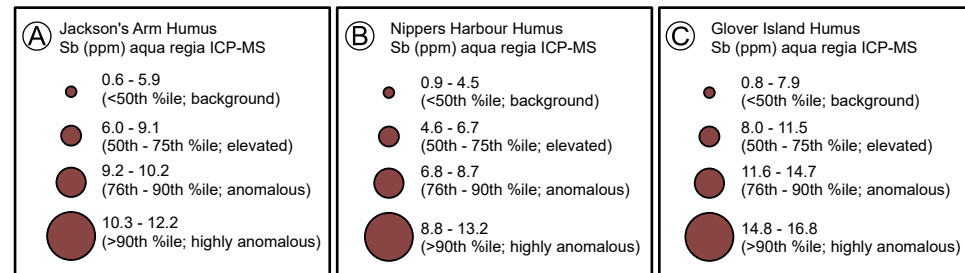 A Jackson's Arm Humus
Sb (ppm) aqua regia ICP-MS
0.6 - 5.9
(<50th %ile; background)
6.0 - 9.1
(50th - 75th %ile; elevated)
9.2 - 10.2
(76th - 90th %ile; anomalous)
10.3 - 12.2
(>90th %ile; highly anomalous)
B Nippers Harbour Humus
Sb (ppm) aqua regia ICP-MS
0.9 - 4.5
(<50th %ile; background)
4.6 - 6.7
(50th - 75th %ile; elevated)
6.8 - 8.7
(76th - 90th %ile; anomalous)
8.8 - 13.2
(>90th %ile; highly anomalous)
C Glover Island Humus
Sb (ppm) aqua regia ICP-MS
0.8 - 7.9
(<50th %ile; background)
8.0 - 11.5
(50th - 75th %ile; elevated)
11.6 - 14.7
(76th - 90th %ile; anomalous)
14.8 - 16.8
(>90th %ile; highly anomalous)